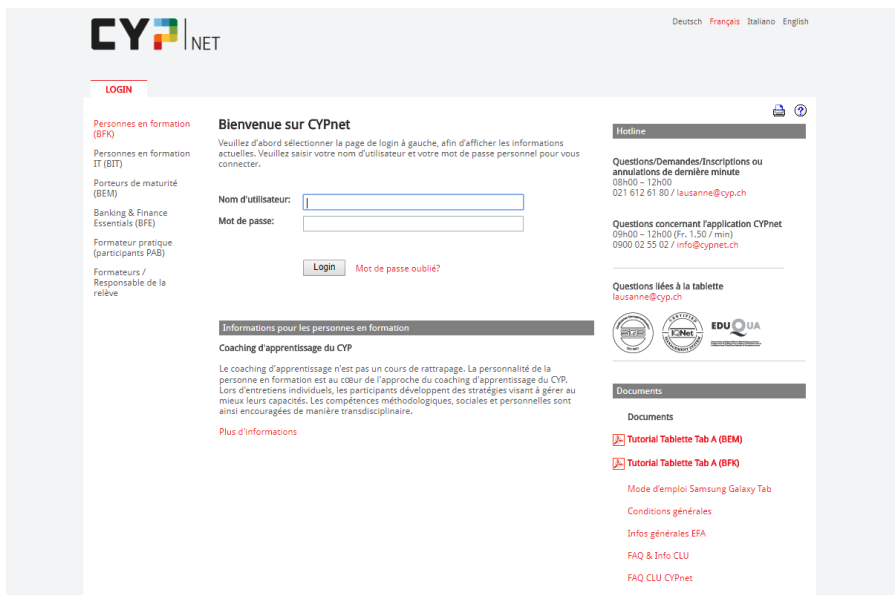 CYP NET
Deutsch Français Italiano English
LOGIN
Personnes en formation
(BFK)
Personnes en formation
IT (BIT)
Porteurs de maturité
(BEM)
Banking & Finance
Essentials (BFE)
Formateur pratique
(participants PAB)
Formateurs /
Responsable de la
relève
Bienvenue sur CYPnet
Veuillez d'abord sélectionner la page de login à gauche, afin d'afficher les informations
actuelles. Veuillez saisir votre nom d'utilisateur et votre mot de passe personnel pour vous
connecter.
Nom d'utilisateur:
Mot de passe:
Login Mot de passe oublié?
Informations pour les personnes en formation
Coaching d'apprentissage du CYP
Le coaching d'apprentissage n'est pas un cours de rattrapage. La personnalité de la
personne en formation est au cœur de l'approche du coaching d'apprentissage du CYP.
Lors d'entretiens individuels, les participants développent des stratégies visant à gérer au
mieux leurs capacités. Les compétences méthodologiques, sociales et personnelles sont
ainsi encouragées de manière transdisciplinaire.
Plus d'informations
Hotline
Questions/Demandes/Inscriptions ou
annulations de dernière minute
08h00 – 12h00
021 612 61 80 / lausanne@cyp.ch
Questions concernant l'application CYPnet
09h00 – 12h00 (Fr. 1.50 / min)
0900 02 55 02 / info@cypnet.ch
Questions liées à la tablette
lausanne@cyp.ch
SGS
CERTIFIED
IQNet
MANAGEMENT SYSTEM
EDUQUA
Documents
Documents
Tutorial Tablette Tab A (BEM)
Tutorial Tablette Tab A (BFK)
Mode d'emploi Samsung Galaxy Tab
Conditions générales
Infos générales EFA
FAQ & Info CLU
FAQ CLU CYPnet